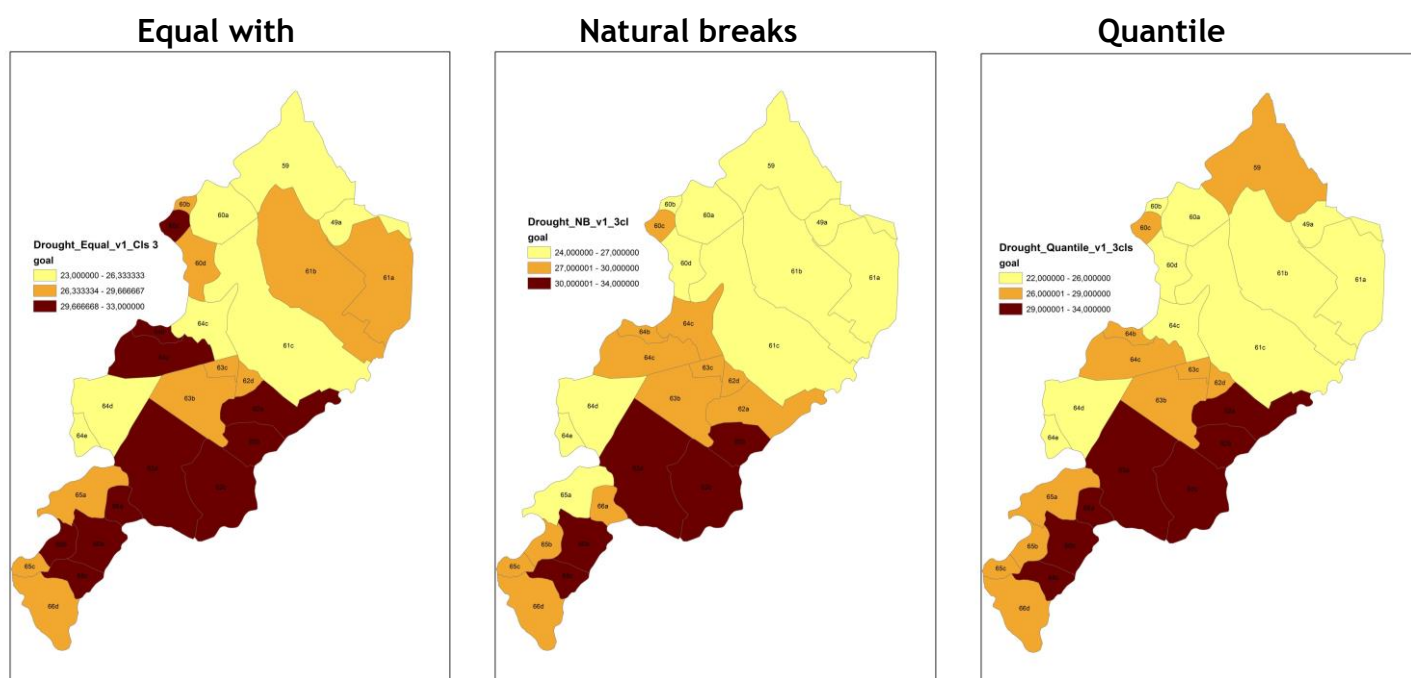 Equal with
Natural breaks
Quantile
Drought_Equal_v1_Cls 3
goal
23,000000 - 26,333333
26,333334 - 29,666667
29,666668 - 33,000000
59
60b
60a
49a
60d
61b
61a
64c
61c
63c
62d
63b
64d
64e
65a
65c
66d
Drought_NB_v1_3cl
goal
24,000000 - 27,000000
27,000001 - 30,000000
30,000001 - 34,000000
59
60b
60a
60c
49a
60d
61b
61a
64c
64b
64c
61c
63c
62d
63b
62a
64d
64e
65a
66a
65b
65c
66d
Drought_Quantile_v1_3cls
goal
22,000000 - 26,000000
26,000001 - 29,000000
29,000001 - 34,000000
59
60b
60a
60c
49a
60d
61b
61a
64c
64b
64c
61c
63c
62d
63b
64d
64e
65a
65b
65c
66d